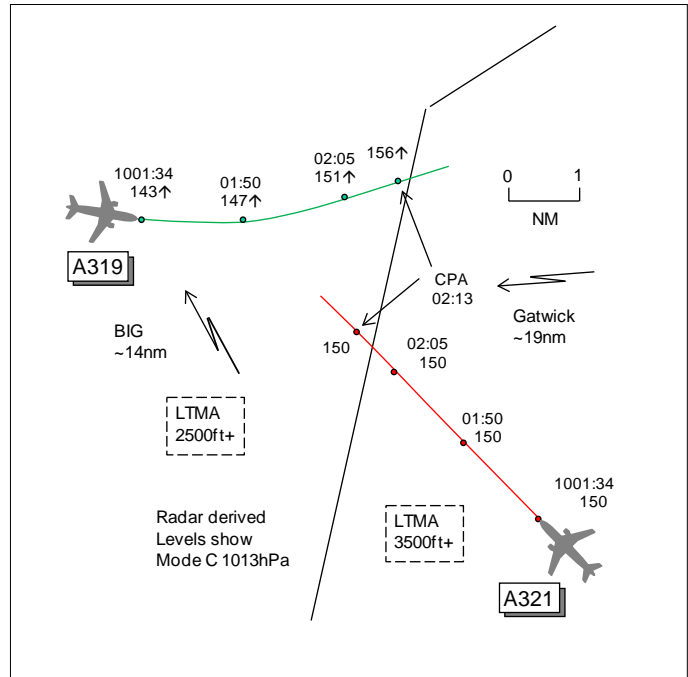 1001:34
143↑
01:50
147↑
02:05
151↑
156↑
0 1
NM
A319
CPA
02:13
Gatwick
~19nm
BIG
~14nm
150
02:05
150
LTMA
2500ft+
01:50
150
1001:34
150
Radar derived
Levels show
Mode C 1013hPa
LTMA
3500ft+
A321